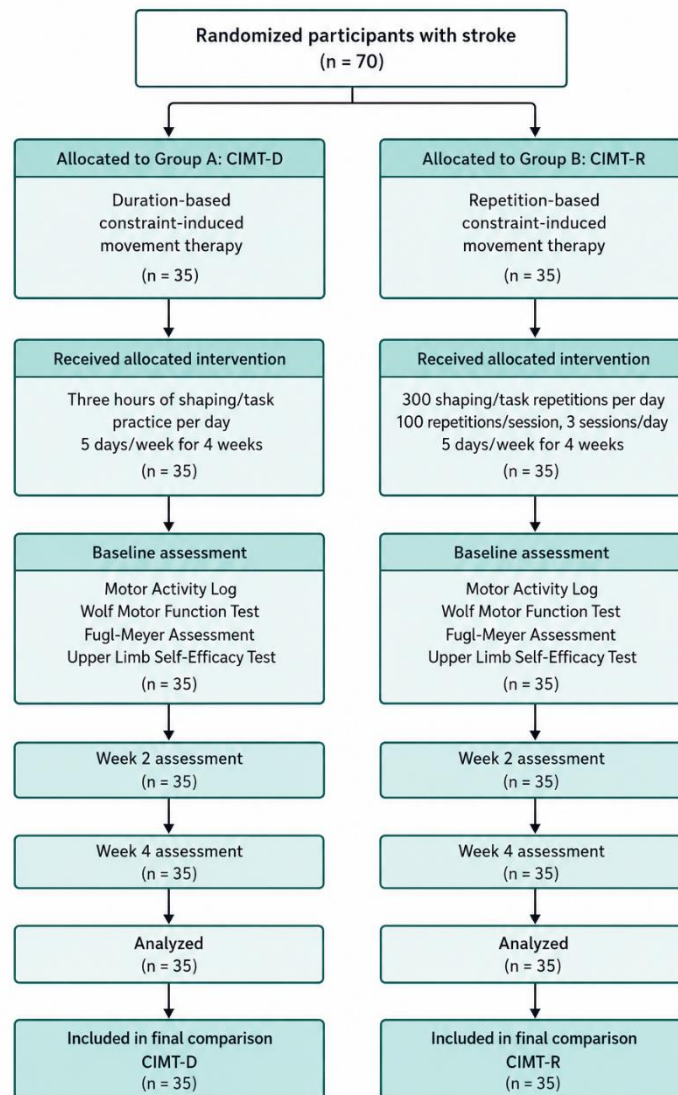 Randomized participants with stroke
(n = 70)
Allocated to Group A: CIMT-D
Duration-based
constraint-induced
movement therapy
(n = 35)
Allocated to Group B: CIMT-R
Repetition-based
constraint-induced
movement therapy
(n = 35)
Received allocated intervention
Three hours of shaping/task
practice per day
5 days/week for 4 weeks
(n = 35)
Received allocated intervention
300 shaping/task repetitions per day
100 repetitions/session, 3 sessions/day
5 days/week for 4 weeks
(n = 35)
Baseline assessment
Motor Activity Log
Wolf Motor Function Test
Fugl-Meyer Assessment
Upper Limb Self-Efficacy Test
(n = 35)
Baseline assessment
Motor Activity Log
Wolf Motor Function Test
Fugl-Meyer Assessment
Upper Limb Self-Efficacy Test
(n = 35)
Week 2 assessment
(n = 35)
Week 2 assessment
(n = 35)
Week 4 assessment
(n = 35)
Week 4 assessment
(n = 35)
Analyzed
(n = 35)
Analyzed
(n = 35)
Included in final comparison
CIMT-D
(n = 35)
Included in final comparison
CIMT-R
(n = 35)